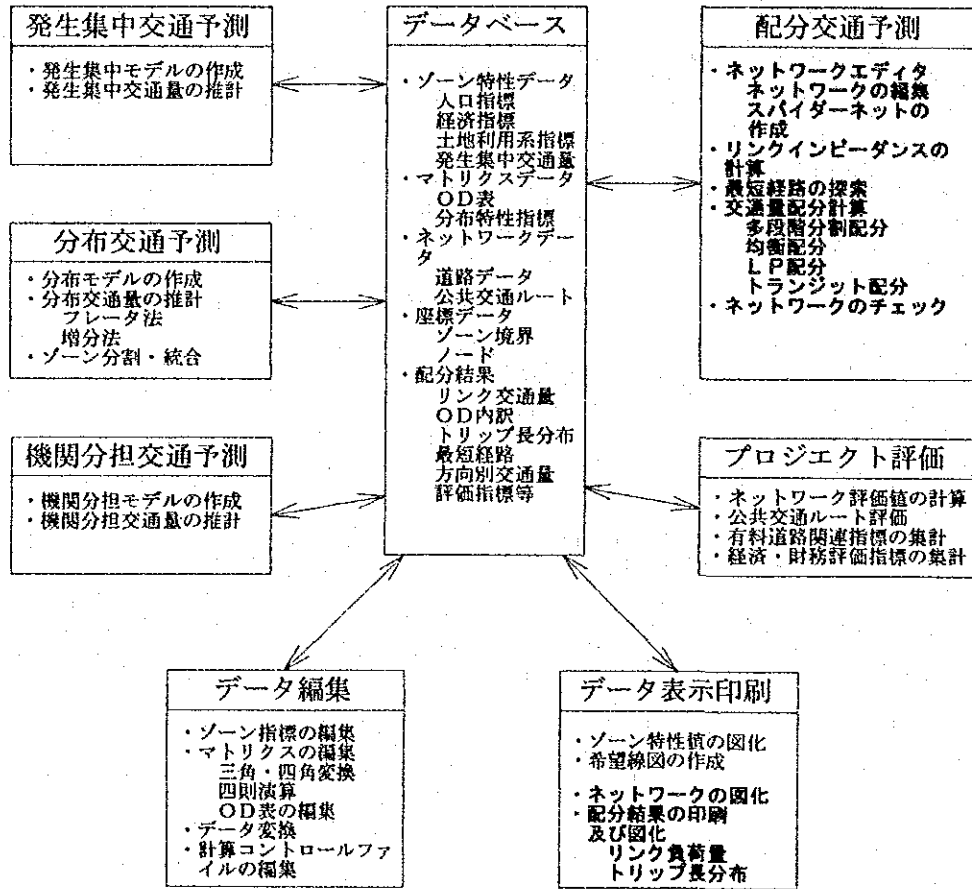 発生集中交通予測
・発生集中モデルの作成
・発生集中交通量の推計
分布交通予測
・分布モデルの作成
・分布交通量の推計
フレータ法
増分法
・ゾーン分割・統合
機関分担交通予測
・機関分担モデルの作成
・機関分担交通量の推計
データベース
・ゾーン特性データ
人口指標
経済指標
土地利用系指標
発生集中交通量
・マトリクスデータ
OD表
分布特性指標
・ネットワークデー
タ
道路データ
公共交通ルート
・座標データ
ゾーン境界
ノード
・配分結果
リンク交通量
OD内訳
トリップ長分布
最短経路
方向別交通量
評価指標等
配分交通予測
・ネットワークエディタ
ネットワークの編集
スパイダーネットの
作成
・リンクインピーダンスの
計算
・最短経路の探索
・交通量配分計算
多段階分割配分
均衡配分
LP配分
トランジット配分
・ネットワークのチェック
プロジェクト評価
・ネットワーク評価値の計算
・公共交通ルート評価
・有料道路関連指標の集計
・経済・財務評価指標の集計
データ編集
・ゾーン指標の編集
・マトリクスの編集
三角・四角変換
四則演算
OD表の編集
・データ変換
・計算コントロールファ
イルの編集
データ表示印刷
・ゾーン特性値の図化
・希望線図の作成
・ネットワークの図化
・配分結果の印刷
及び図化
リンク負荷量
トリップ長分布